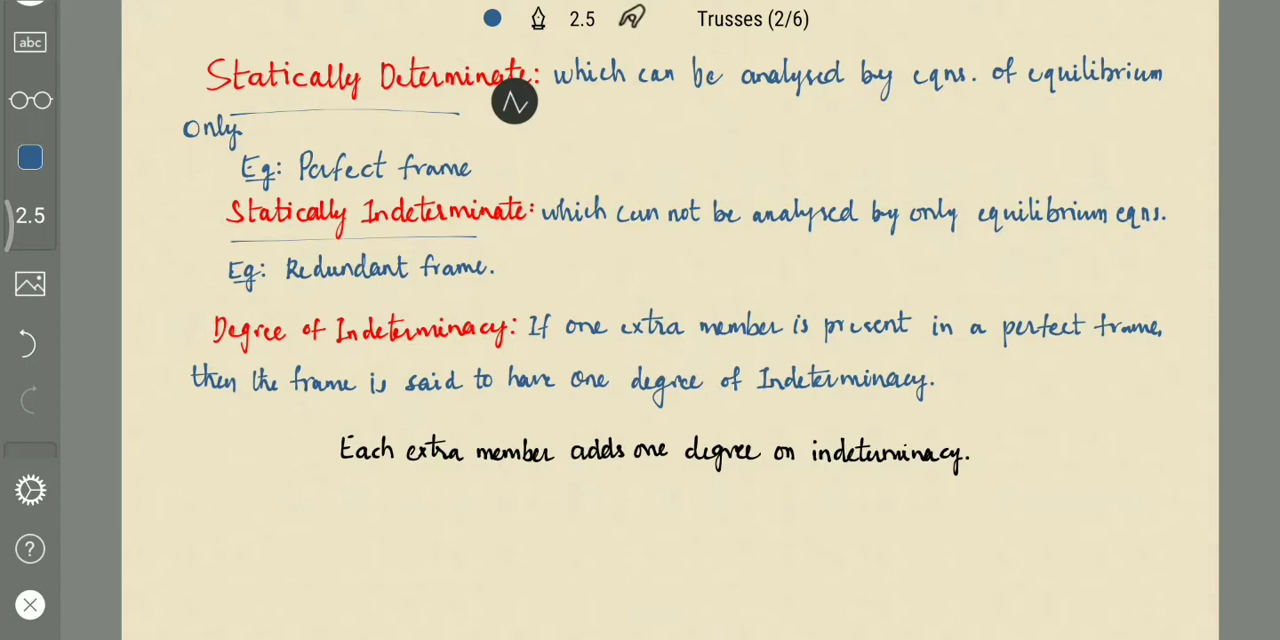 2.5 Trusses (2/6)
abc
2.5
Statically Determinate: which can be analysed by eqns. of equilibrium
Only.
Eg: Perfect frame
Statically Indeterminate: which can not be analysed by only equilibrium eqns.
Eg: Redundant frame.
Degree of Indeterminacy: If one extra member is present in a perfect frame,
then the frame is said to have one degree of Indeterminacy.
Each extra member adds one degree on indeterminacy.